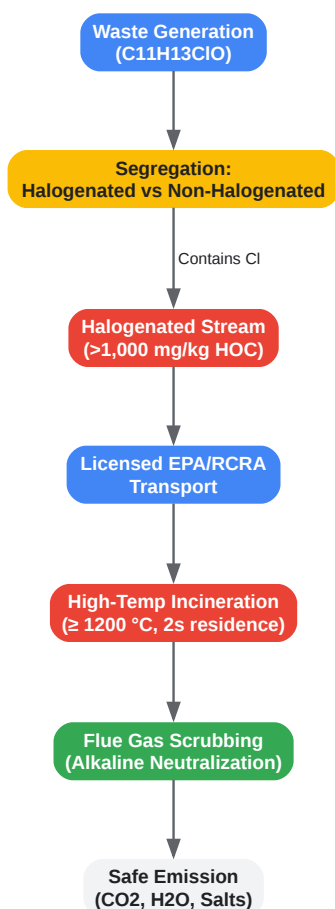 Waste Generation
(C11H13ClO)
Segregation:
Halogenated vs Non-Halogenated
Contains Cl
Halogenated Stream
(>1,000 mg/kg HOC)
Licensed EPA/RCRA
Transport
High-Temp Incineration
(≥ 1200 °C, 2s residence)
Flue Gas Scrubbing
(Alkaline Neutralization)
Safe Emission
(CO2, H2O, Salts)